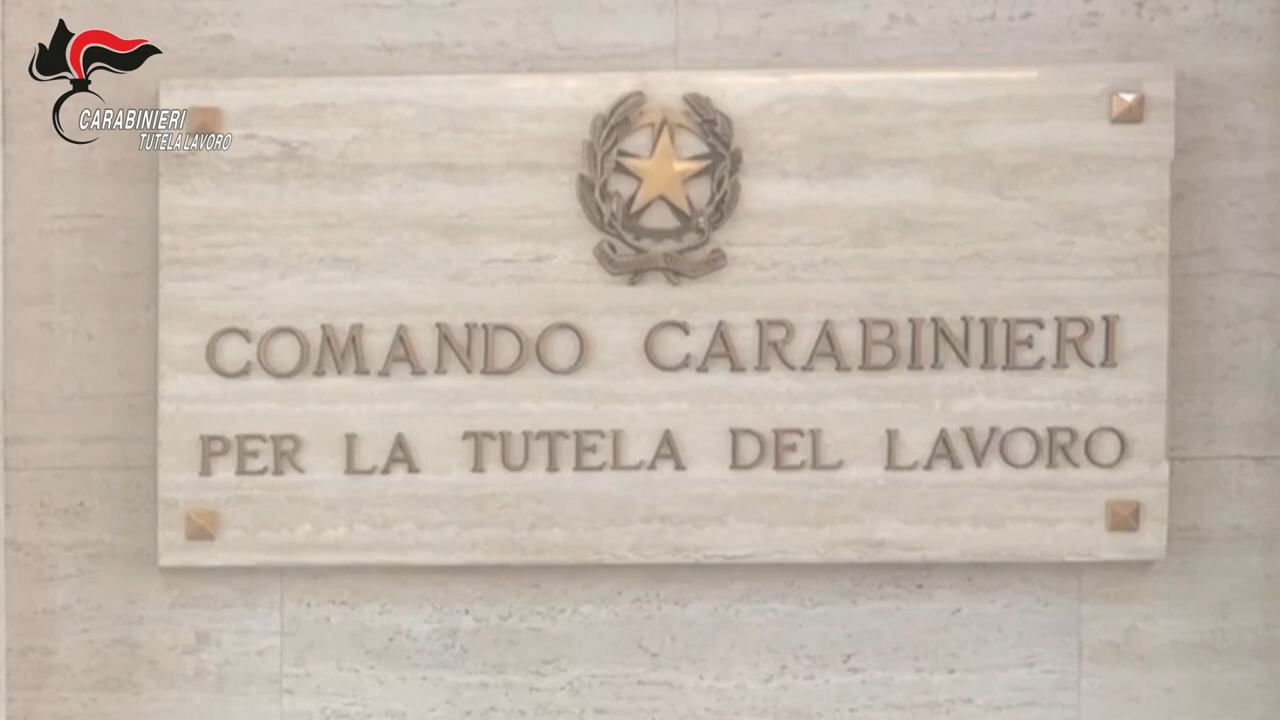 CARABINIERI
TUTELA LAVORO
COMANDO CARABINIERI
PER LA TUTELA DEL LAVORO